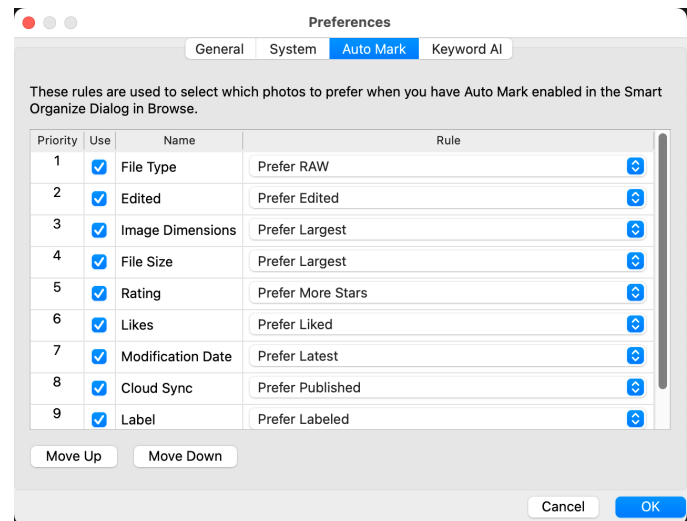 Preferences
General System Auto Mark Keyword AI
These rules are used to select which photos to prefer when you have Auto Mark enabled in the Smart
Organize Dialog in Browse.
Priority Use Name Rule
1 File Type Prefer RAW
2 Edited Prefer Edited
3 Image Dimensions Prefer Largest
4 File Size Prefer Largest
5 Rating Prefer More Stars
6 Likes Prefer Liked
7 Modification Date Prefer Latest
8 Cloud Sync Prefer Published
9 Label Prefer Labeled
Move Up Move Down
Cancel OK